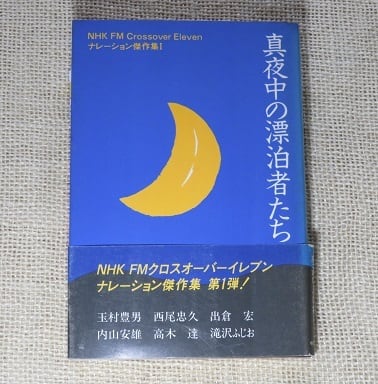 NHK FM Crossover Eleven
ナレーション傑作集Ⅰ
真夜中の漂泊者たち
NHK FMクロスオーバーイレブン
ナレーション傑作集 第1弾!
玉村豊男 西尾忠久 出倉 宏
内山安雄 高木 達 滝沢ふじお